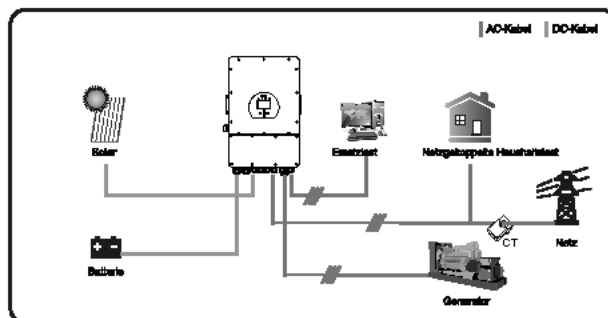 AC-Kabel DC-Kabel
Solar
Ersatzlast
Netzgekoppelte Haushaltslast
CT
Netz
Batterie
Generator